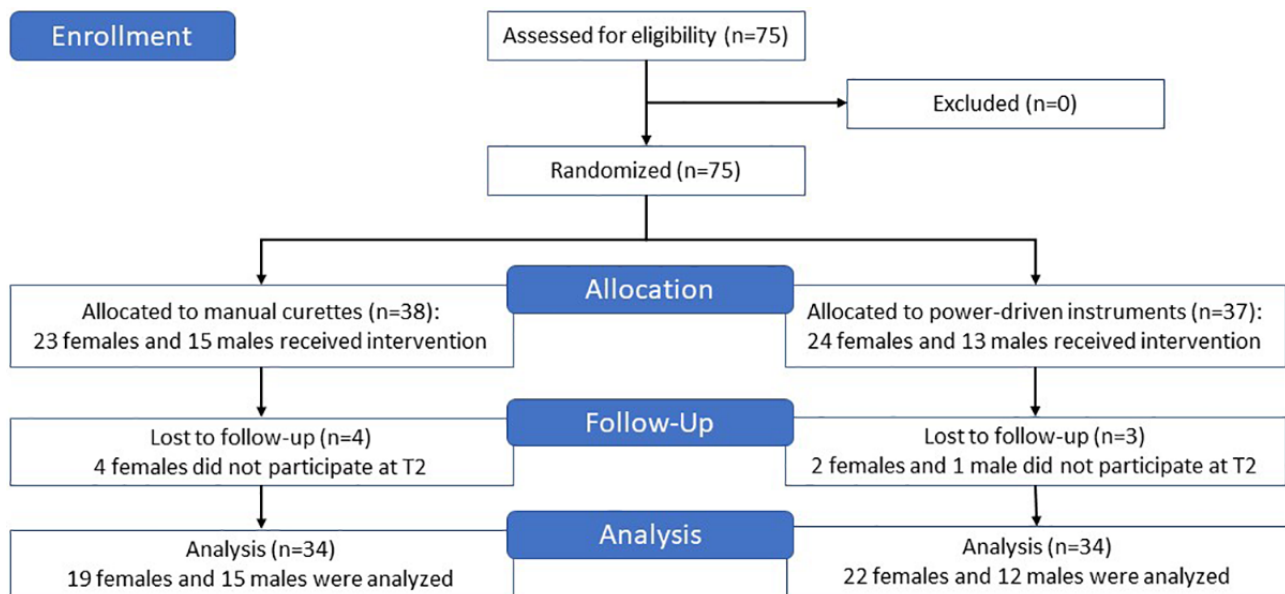 Enrollment
Assessed for eligibility (n=75)
Excluded (n=0)
Randomized (n=75)
Allocation
Allocated to manual curettes (n=38):
23 females and 15 males received intervention
Allocated to power-driven instruments (n=37):
24 females and 13 males received intervention
Follow-Up
Lost to follow-up (n=4)
4 females did not participate at T2
Lost to follow-up (n=3)
2 females and 1 male did not participate at T2
Analysis
Analysis (n=34)
19 females and 15 males were analyzed
Analysis (n=34)
22 females and 12 males were analyzed